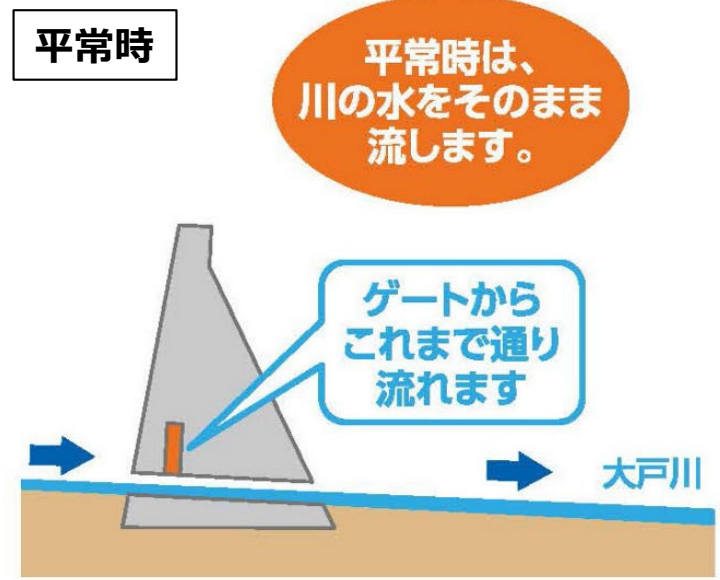 平常時
平常時は、
川の水をそのまま
流します。
ゲートから
これまで通り
流れます
大戸川